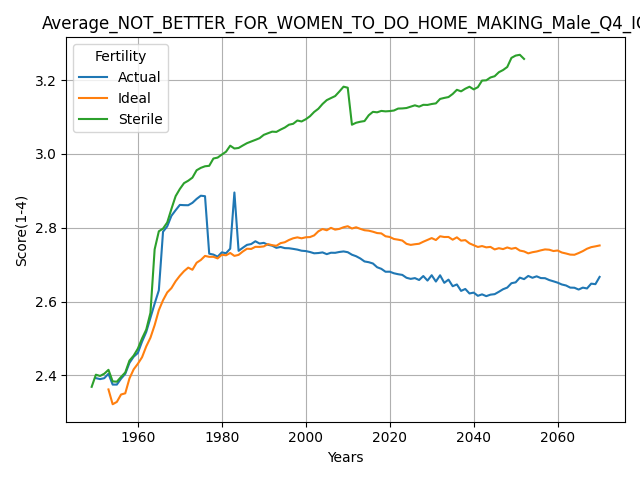 Average_NOT_BETTER_FOR_WOMEN_TO_DO_HOME_MAKING_Male_Q4_IC
Fertility
Actual
Ideal
Sterile
Score(1-4)
3.2
3.0
2.8
2.6
2.4
1960 1980 2000 2020 2040 2060
Years